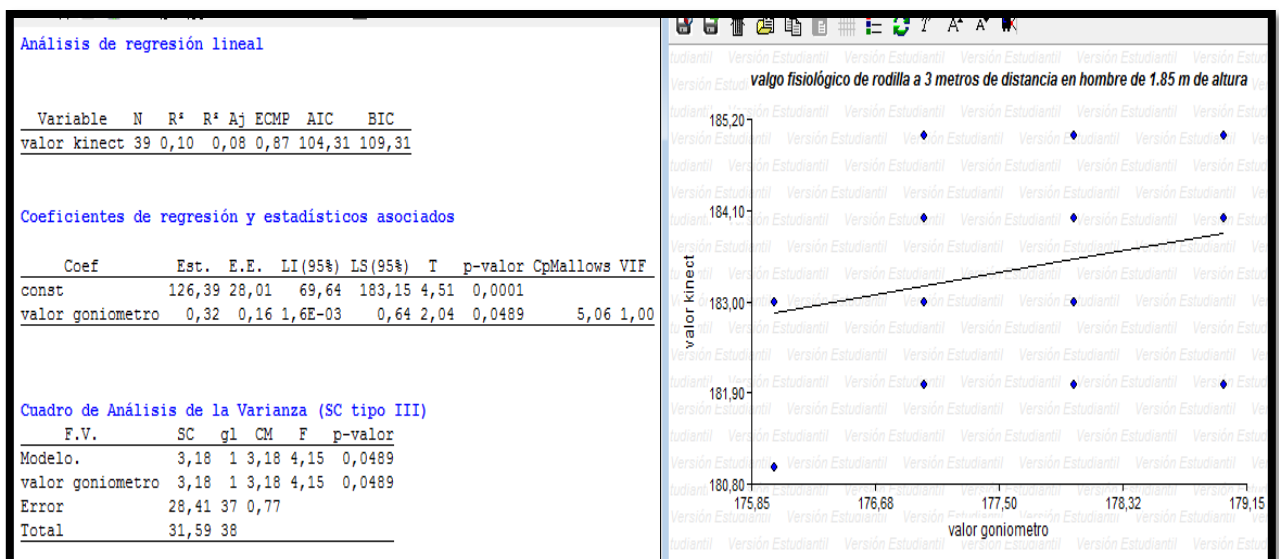 Análisis de regresión lineal
Variable N R² R² Aj ECMP AIC BIC
valor kinect 39 0,10 0,08 0,87 104,31 109,31
Coeficientes de regresión y estadísticos asociados
Coef Est. E.E. LI(95%) LS(95%) T p-valor CpMallows VIF
const 126,39 28,01 69,64 183,15 4,51 0,0001
valor goniometro 0,32 0,16 1,6E-03 0,64 2,04 0,0489 5,06 1,00
Cuadro de Análisis de la Varianza (SC tipo III)
F.V. SC gl CM F p-valor
Modelo. 3,18 1 3,18 4,15 0,0489
valor goniometro 3,18 1 3,18 4,15 0,0489
Error 28,41 37 0,77
Total 31,59 38
valgo fisiológico de rodilla a 3 metros de distancia en hombre de 1.85 m de altura
185,20
184,10
183,00
181,90
180,80
valor kinect
175,85 176,68 177,50 178,32 179,15
valor goniometro
Versión Estudiantil